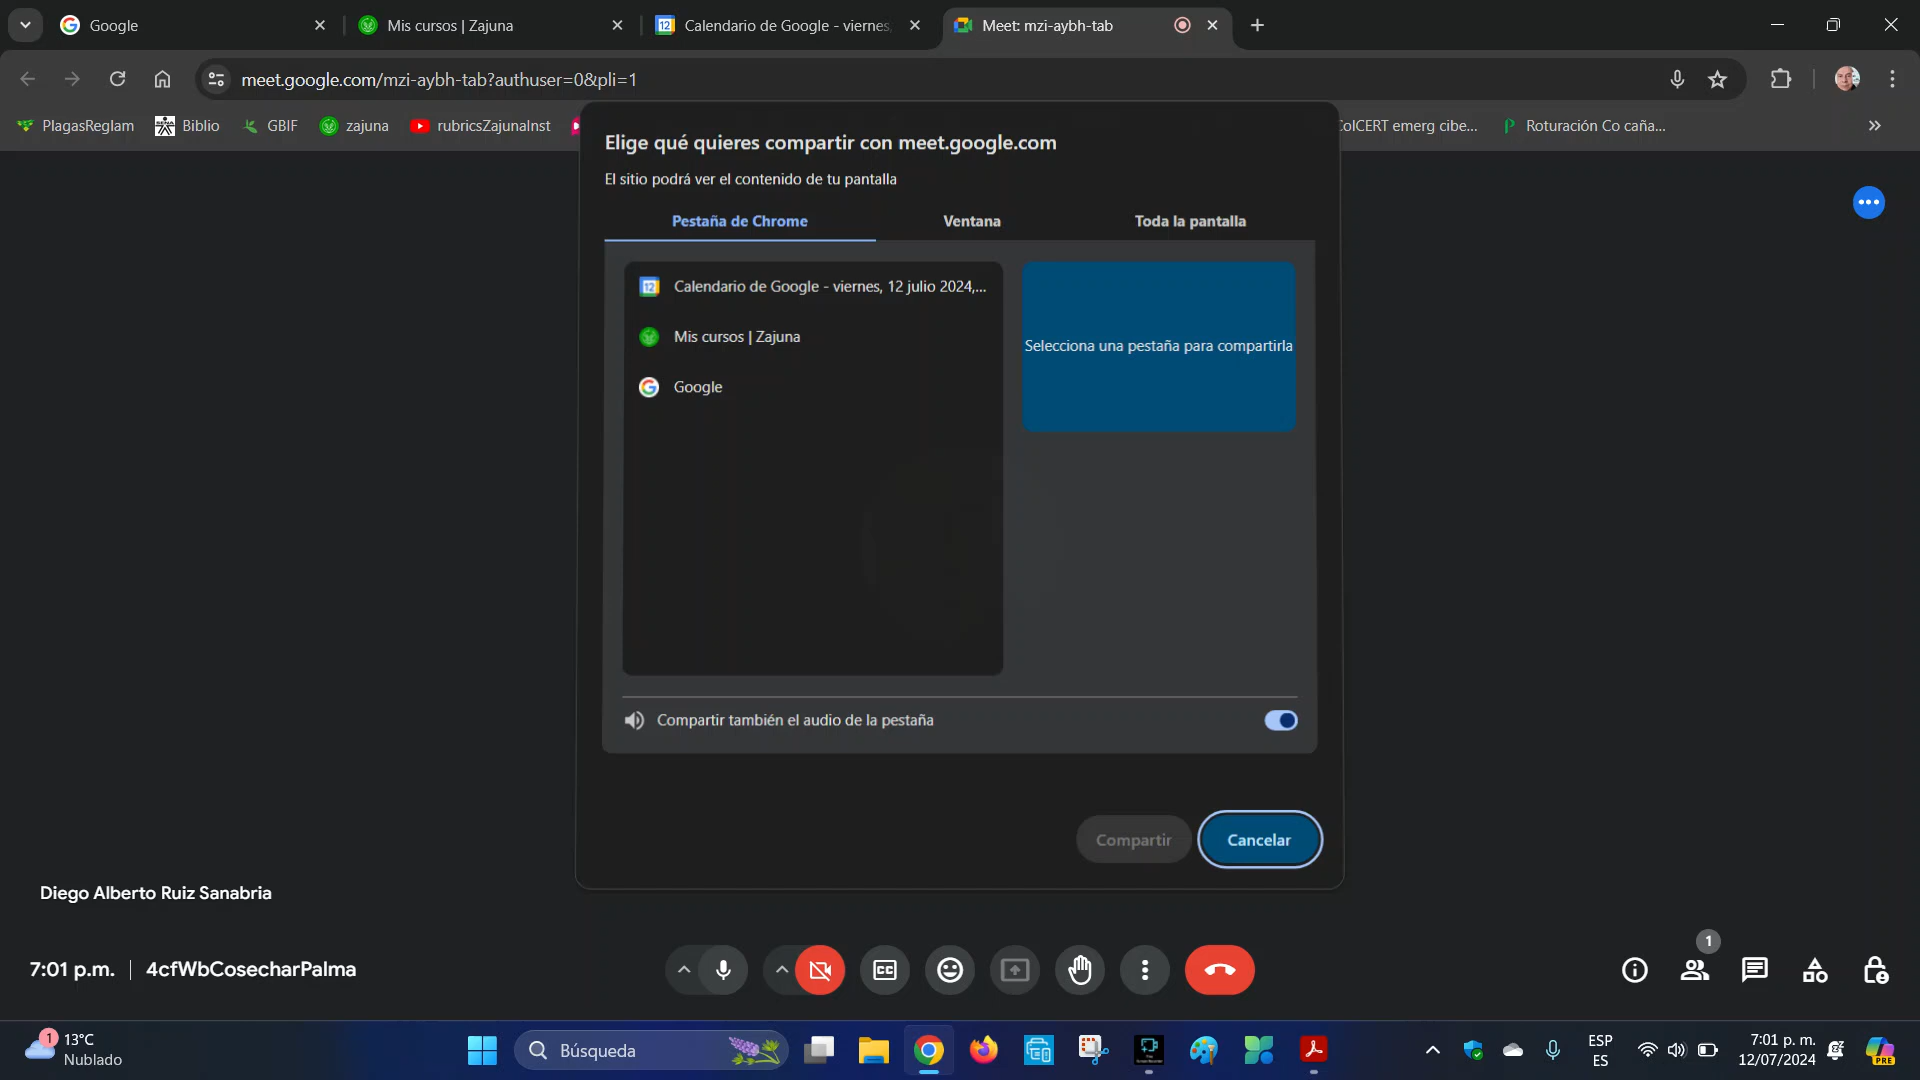 Google
Mis cursos | Zajuna
Calendario de Google - viernes,
Meet: mzi-aybh-tab
meet.google.com/mzi-aybh-tab?authuser=0&pli=1
PlagasReglam
SENA
Biblio
GBIF
zajuna
rubricsZajunaInst
ColCERT emerg cibe...
Roturación Co caña...
Elige qué quieres compartir con meet.google.com
El sitio podrá ver el contenido de tu pantalla
Pestaña de Chrome
Ventana
Toda la pantalla
12
Calendario de Google - viernes, 12 julio 2024,...
Mis cursos | Zajuna
Google
Selecciona una pestaña para compartirla
Compartir también el audio de la pestaña
Compartir
Cancelar
Diego Alberto Ruiz Sanabria
7:01 p.m.
4cfWbCosecharPalma
CC
1
1
13°C
Nublado
Búsqueda
ESP
ES
7:01 p. m.
12/07/2024
PRE